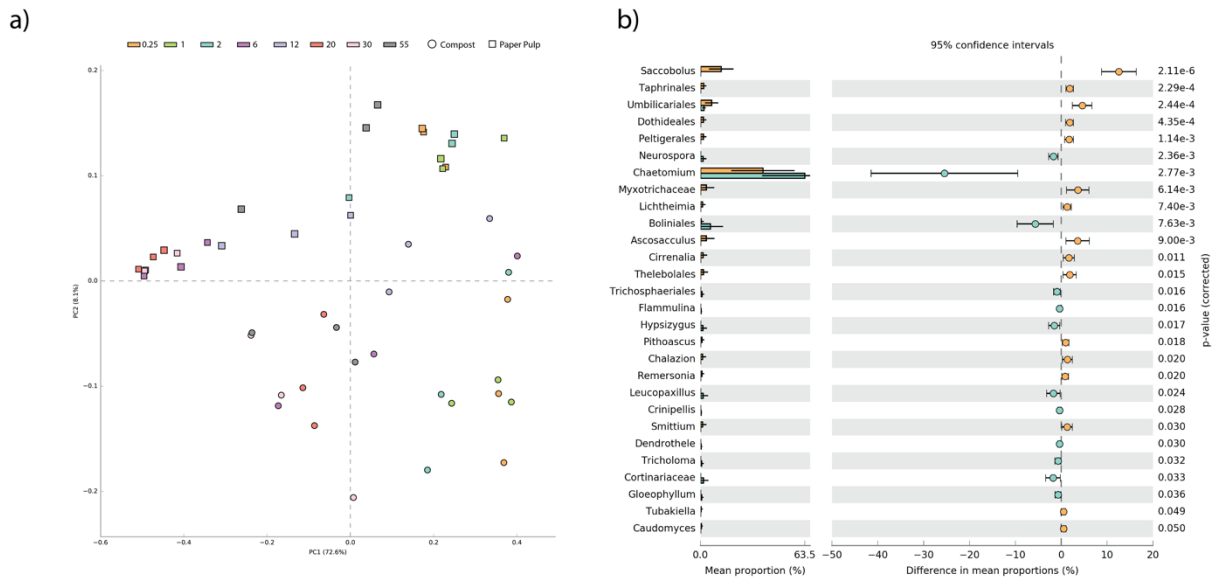 a)
0.25 1 2 6 12 20 30 55 Compost Paper Pulp
0.2
0.1
0.0
−0.1
−0.2
−0.6 −0.4 −0.2 0.0 0.2 0.4
PC1 (72.6%)
PC2 (8.1%)
b)
95% confidence intervals
Saccobolus 2.11e-6
Taphrinales 2.29e-4
Umbilicariales 2.44e-4
Dothideales 4.35e-4
Peltigerales 1.14e-3
Neurospora 2.36e-3
Chaetomium 2.77e-3
Myxotrichaceae 6.14e-3
Lichtheimia 7.40e-3
Boliniales 7.63e-3
Ascosacculus 9.00e-3
Cirrenalia 0.011
Thelebolales 0.015
Trichosphaeriales 0.016
Flammulina 0.016
Hypsizygus 0.017
Pithoascus 0.018
Chalazion 0.020
Remersonia 0.020
Leucopaxillus 0.024
Crinipellis 0.028
Smittium 0.030
Dendrothele 0.030
Tricholoma 0.032
Cortinariaceae 0.033
Gloeophyllum 0.036
Tubakiella 0.049
Caudomyces 0.050
p-value (corrected)
0.0 63.5 −50 −40 −30 −20 −10 0 10 20
Mean proportion (%) Difference in mean proportions (%)